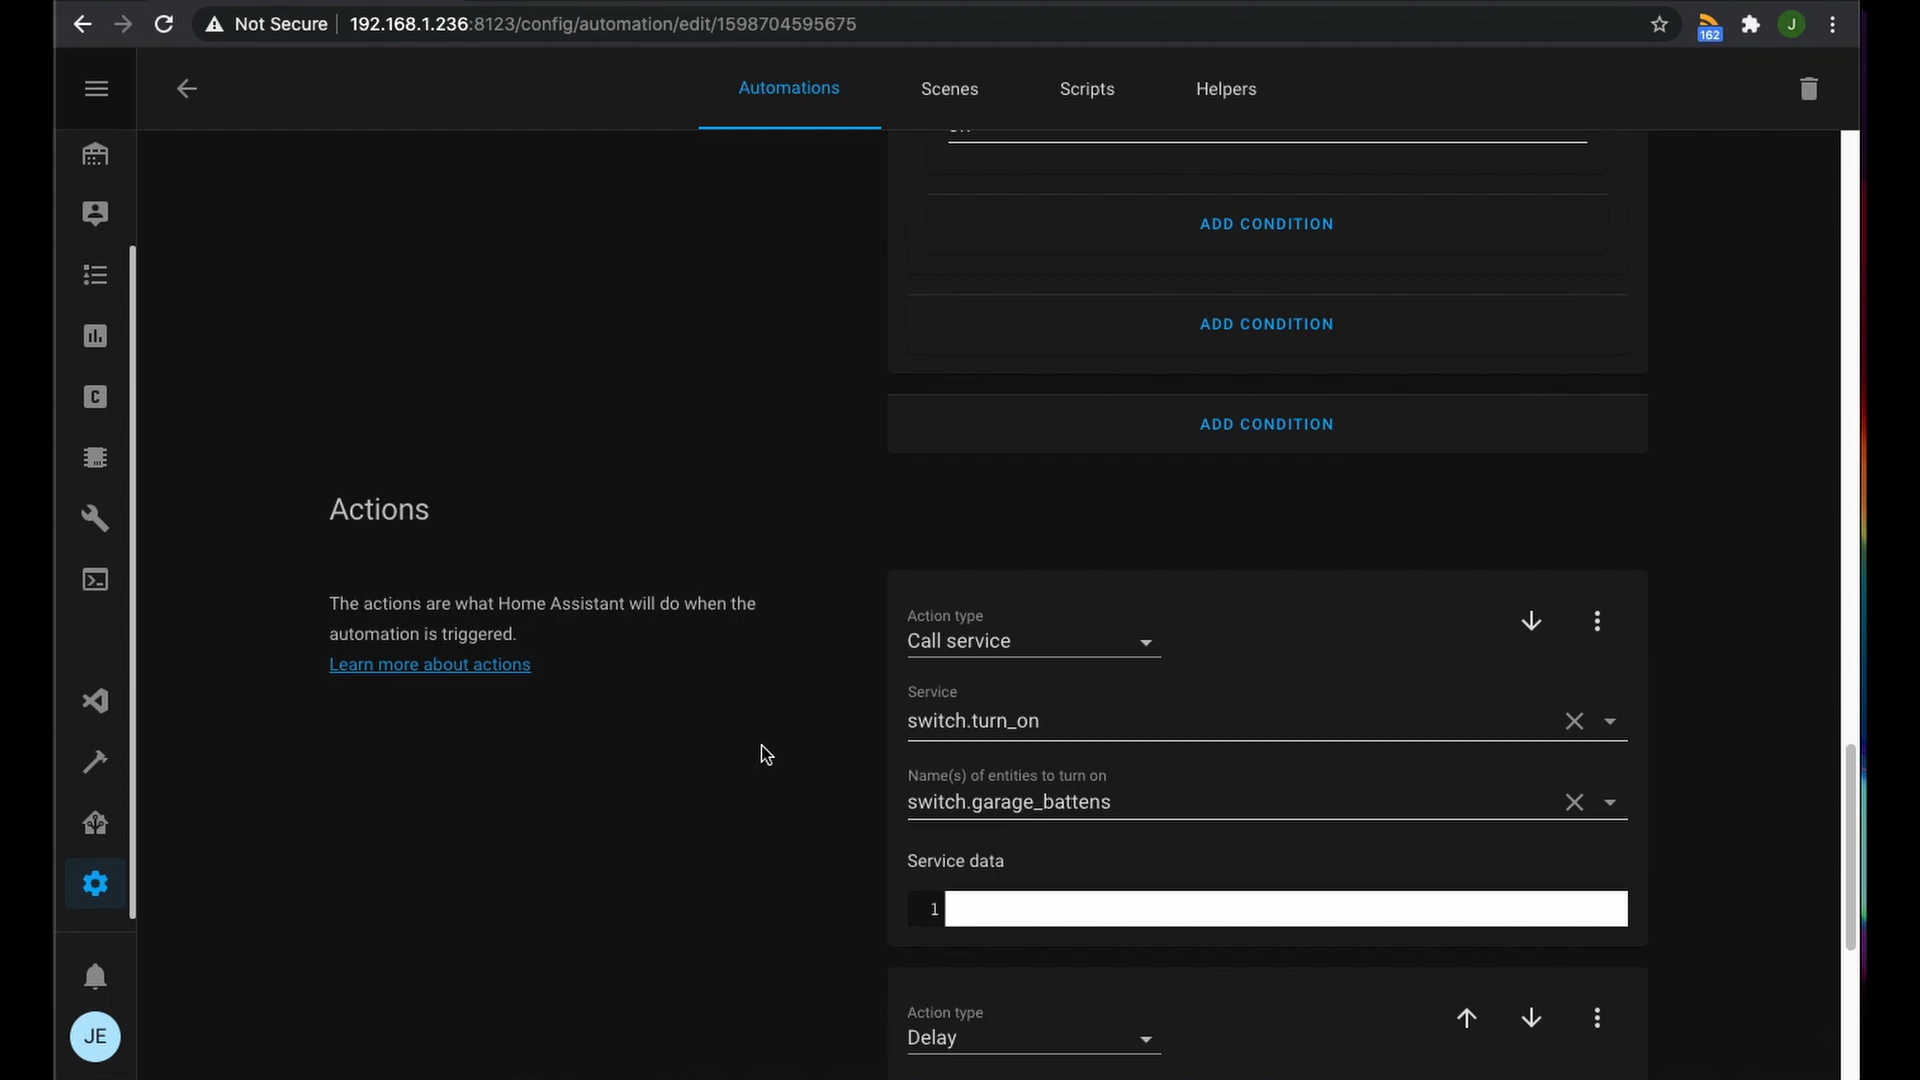 Not Secure
192.168.1.236:8123/config/automation/edit/1598704595675
162
J
Automations
Scenes
Scripts
Helpers
ADD CONDITION
ADD CONDITION
ADD CONDITION
Actions
The actions are what Home Assistant will do when the
automation is triggered.
Learn more about actions
Action type
Call service
Service
switch.turn_on
Name(s) of entities to turn on
switch.garage_battens
Service data
1
Action type
Delay
C
JE